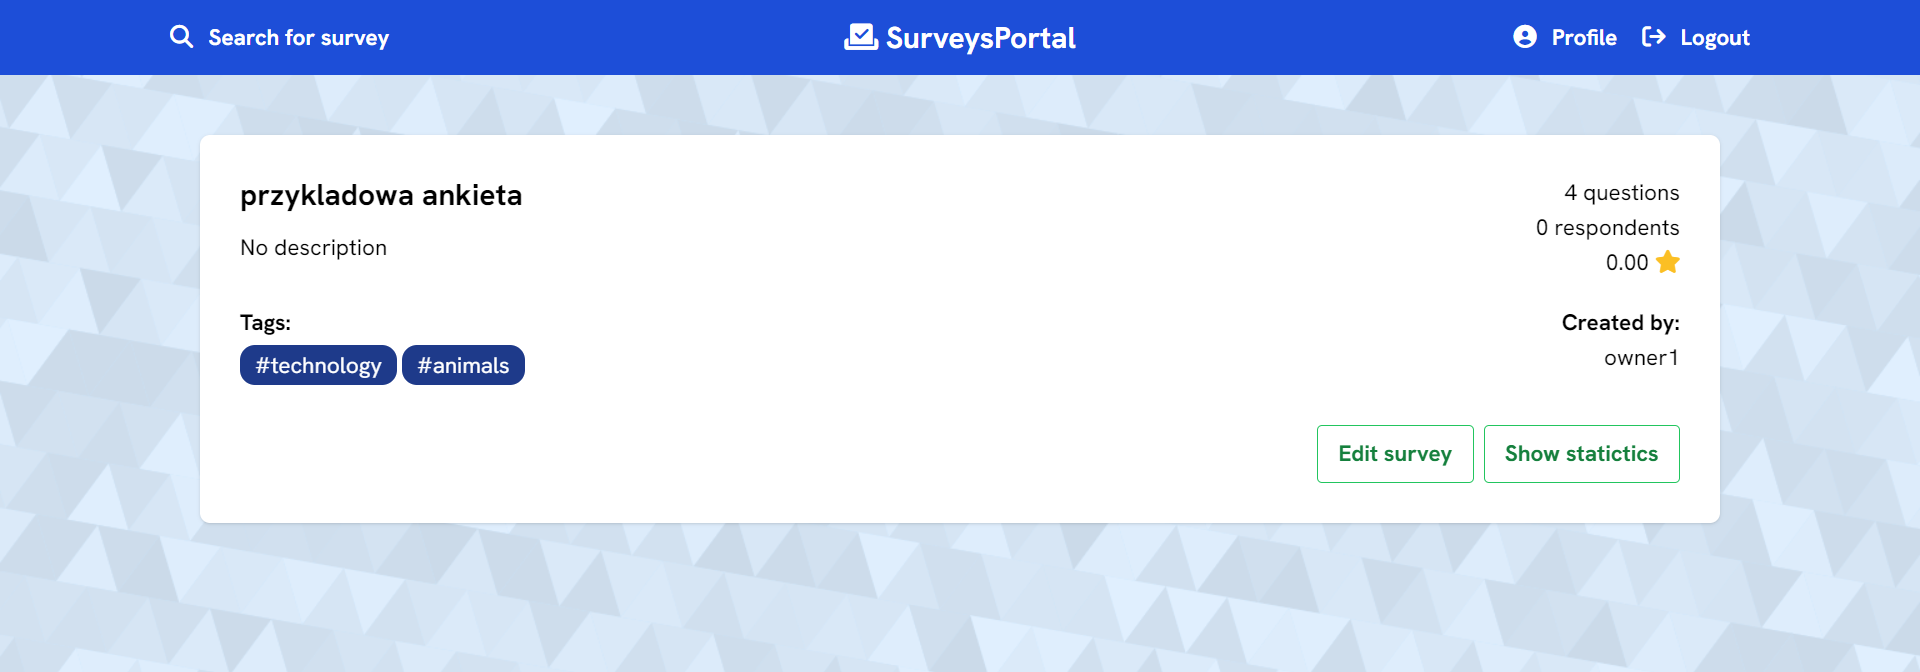 Search for survey
SurveysPortal
Profile
Logout
przykladowa ankieta
No description
4 questions
0 respondents
0.00
Tags:
#technology #animals
Created by:
owner1
Edit survey
Show statictics